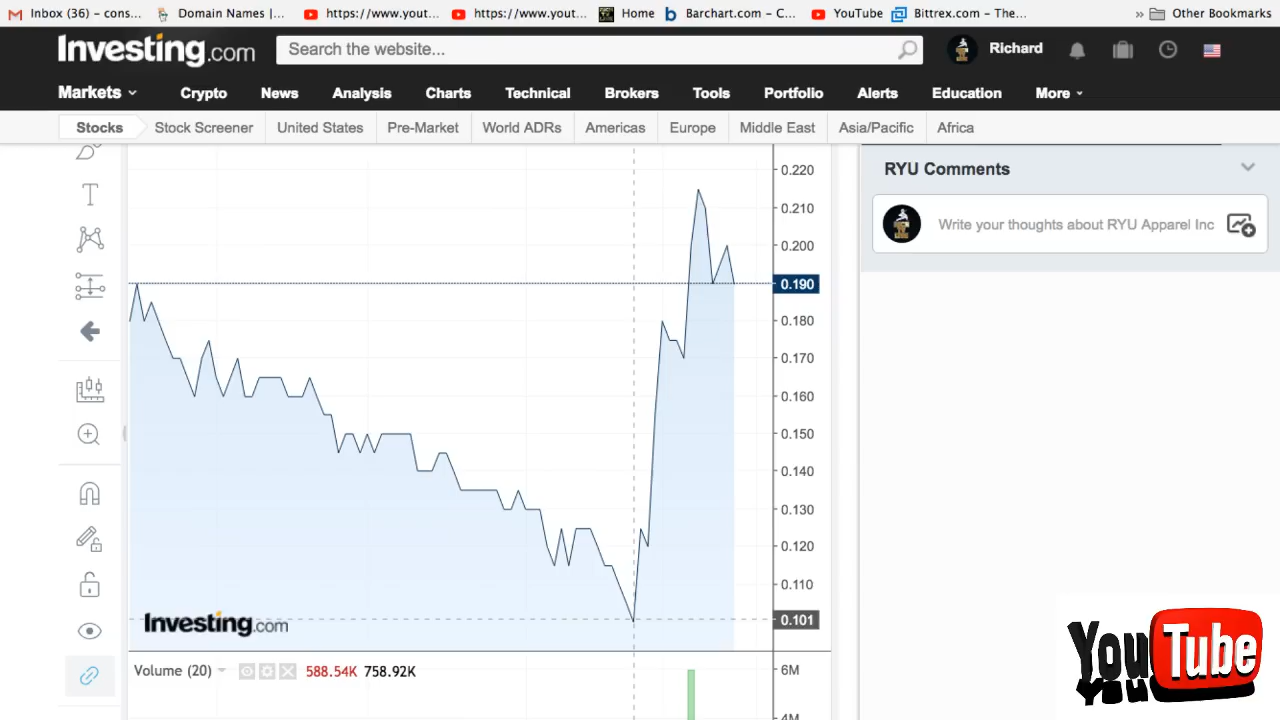 Inbox (36) – cons... Domain Names |... https://www.yout... https://www.yout... Home Barchart.com - C... YouTube Bittrex.com - The... » Other Bookmarks
Investing.com Search the website... Richard
Markets Crypto News Analysis Charts Technical Brokers Tools Portfolio Alerts Education More
Stocks Stock Screener United States Pre-Market World ADRs Americas Europe Middle East Asia/Pacific Africa
RYU Comments
Write your thoughts about RYU Apparel Inc
T
0.220
0.210
0.200
0.190
0.180
0.170
0.160
0.150
0.140
0.130
0.120
0.110
0.101
Investing.com
Volume (20) 588.54K 758.92K
6M
4M
YouTube